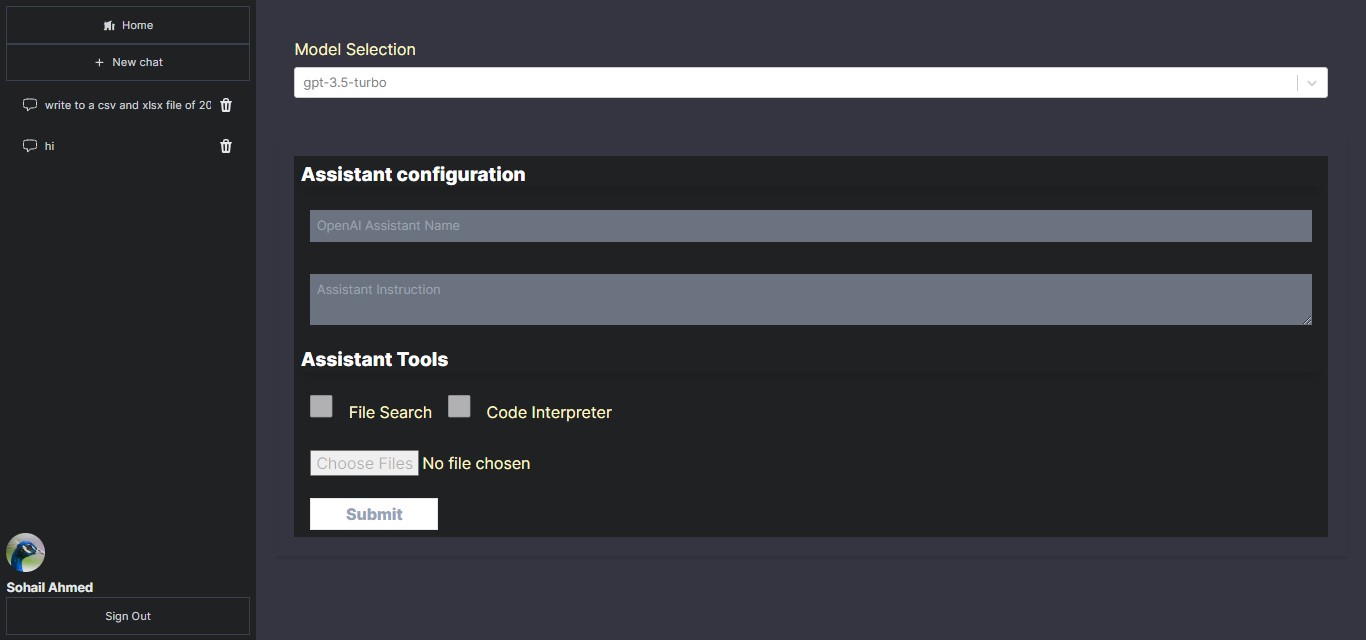 Home
New chat
write to a csv and xlsx file of 20
hi
Sohail Ahmed
Sign Out
Model Selection
gpt-3.5-turbo
Assistant configuration
OpenAI Assistant Name
Assistant Instruction
Assistant Tools
File Search Code Interpreter
Choose Files No file chosen
Submit